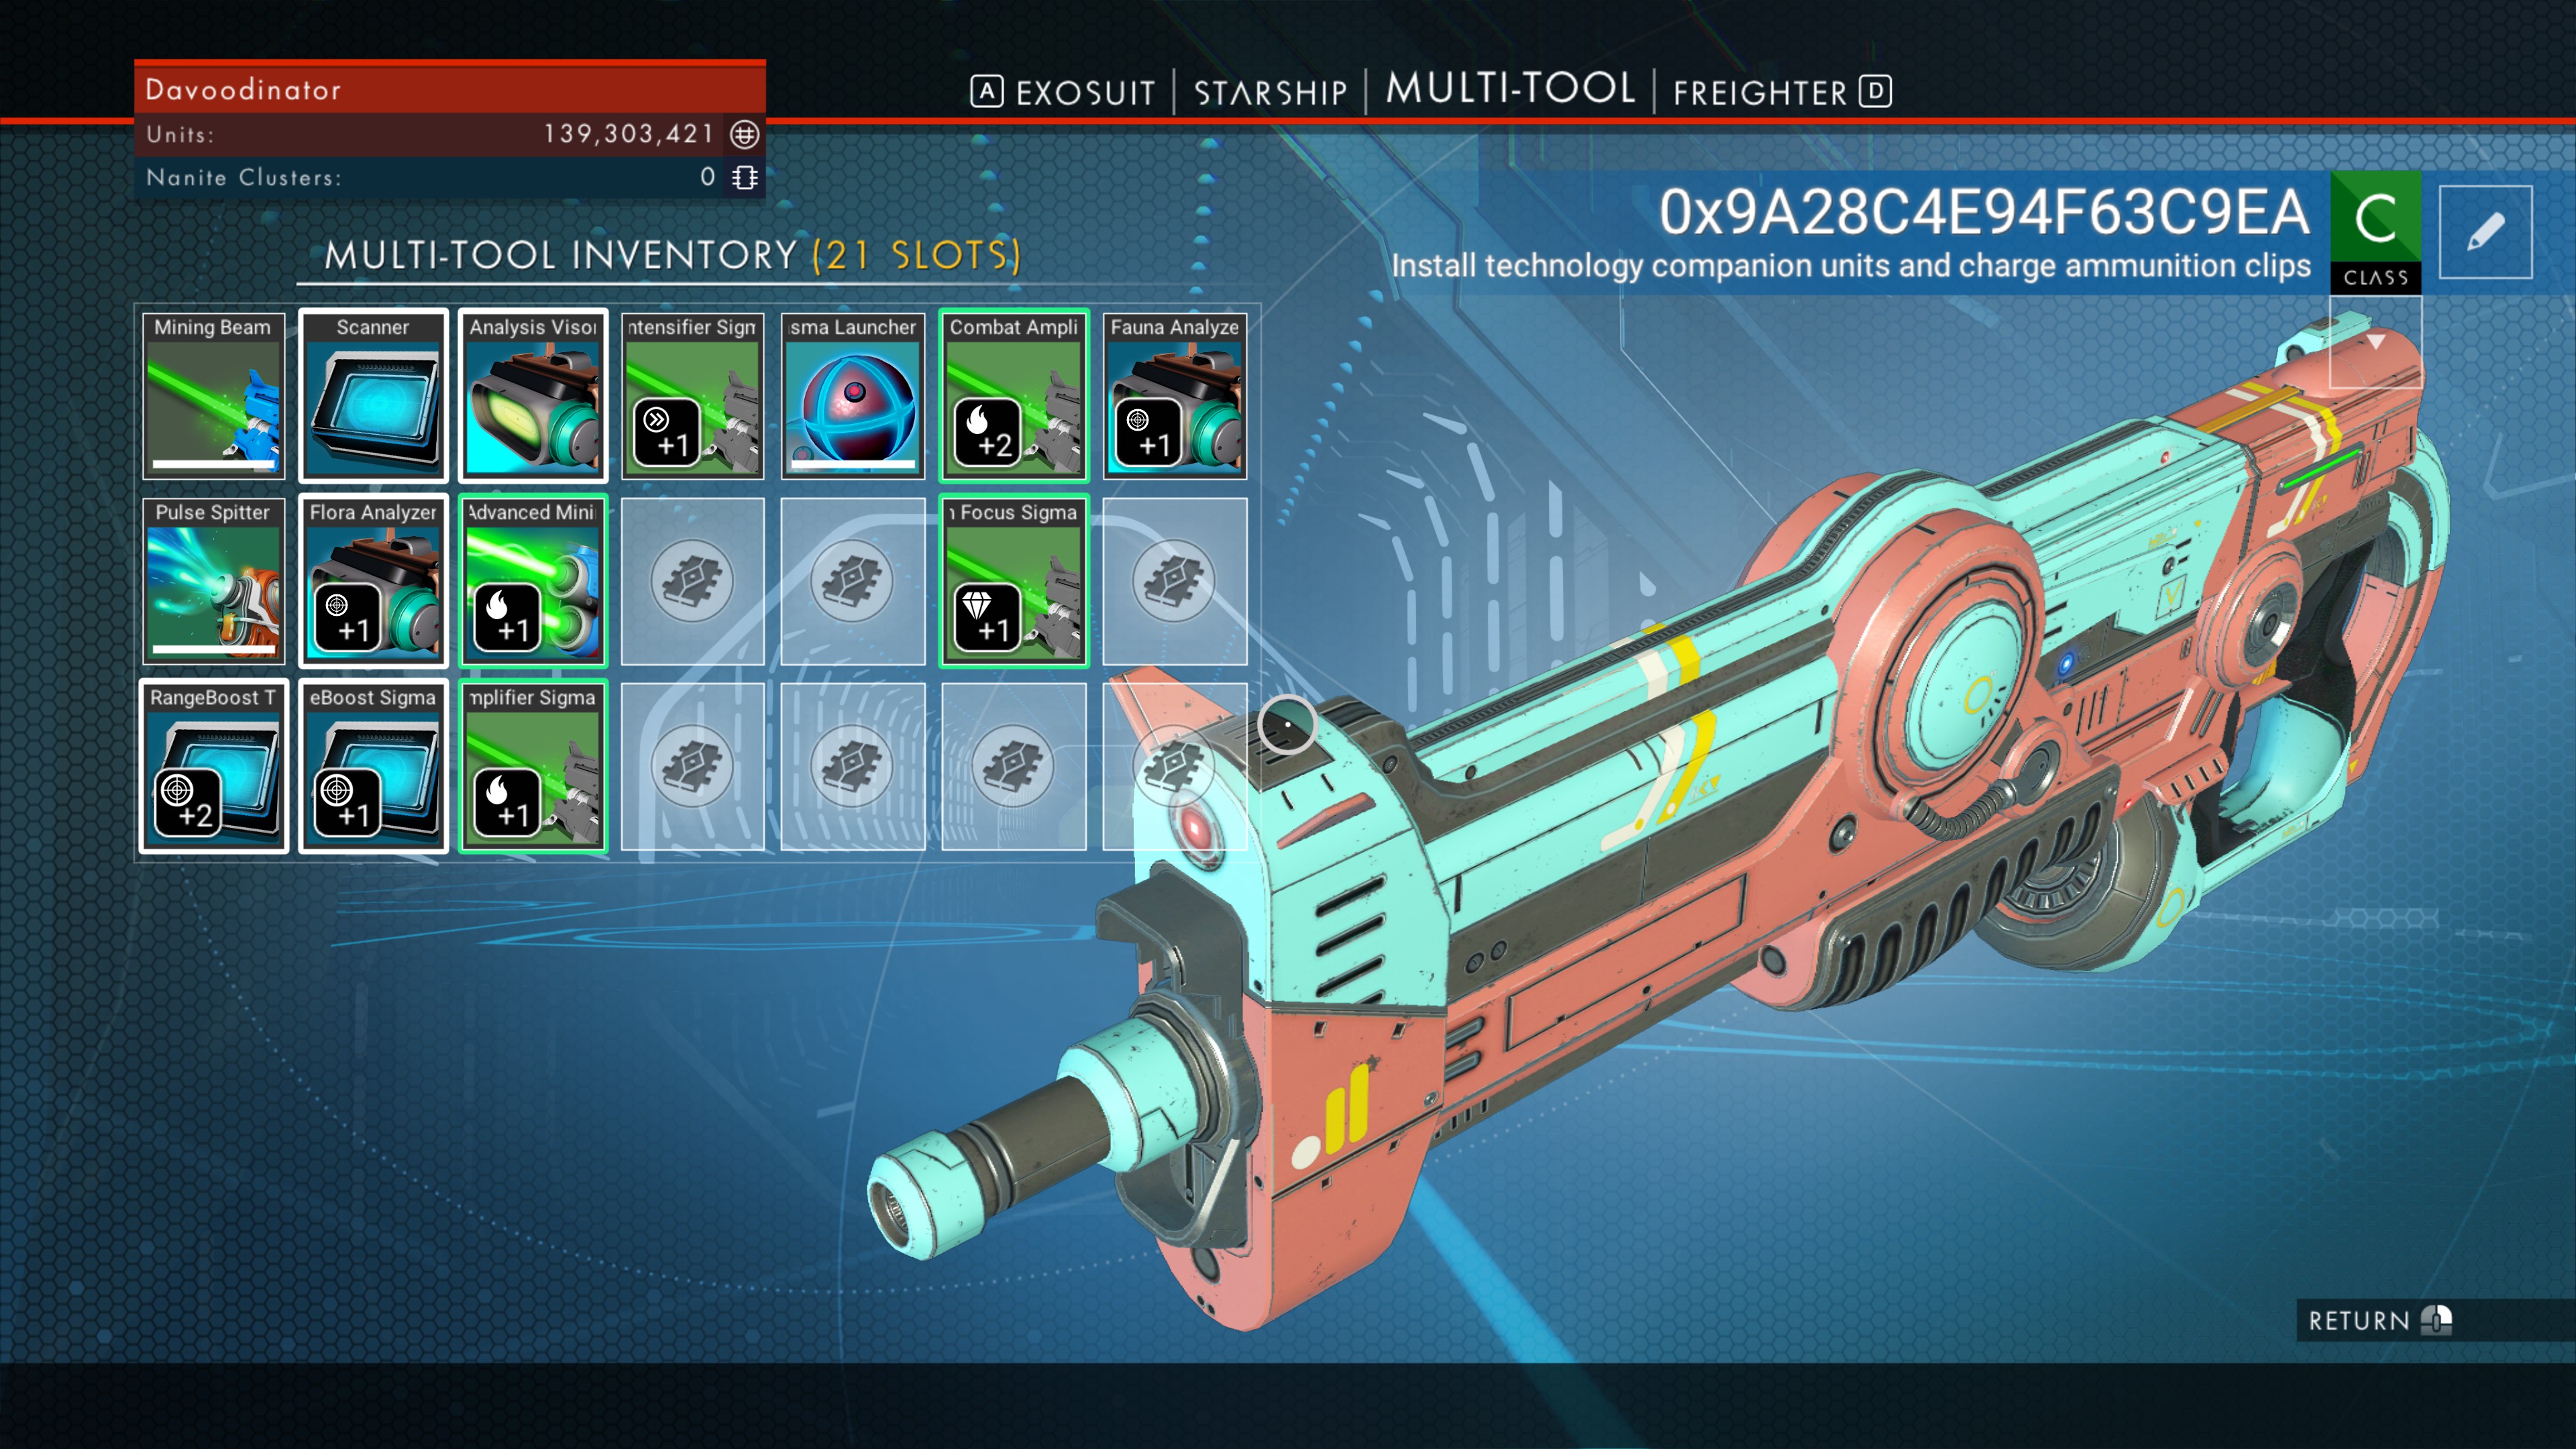 Davoodinator
Units: 139,303,421
Nanite Clusters: 0
A EXOSUIT STARSHIP MULTI-TOOL FREIGHTER D
0x9A28C4E94F63C9EA
Install technology companion units and charge ammunition clips
C
CLASS
MULTI-TOOL INVENTORY (21 SLOTS)
Mining Beam Scanner Analysis Visor ntensifier Sigm sma Launcher Combat Ampli Fauna Analyze
+1 +2 +1
Pulse Spitter Flora Analyzer Advanced Mini n Focus Sigma
+1 +1 +1
RangeBoost T eBoost Sigma mplifier Sigma
+2 +1 +1
RETURN